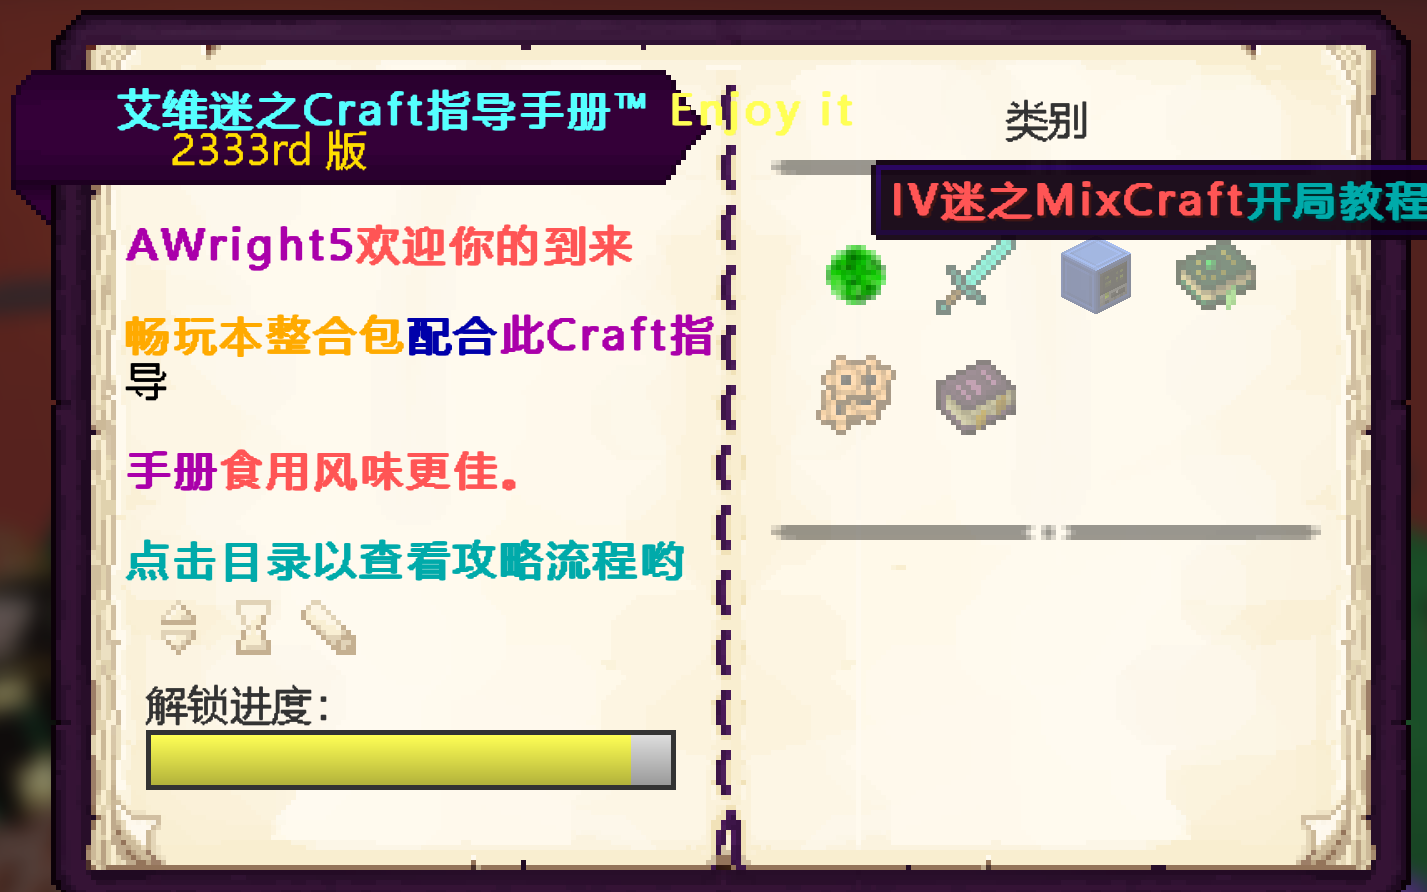 艾维迷之Craft指导手册™ Enjoy it
2333rd 版
AWright5欢迎你的到来
畅玩本整合包配合此Craft指
导
手册食用风味更佳。
点击目录以查看攻略流程哟
解锁进度：
类别
IV迷之MixCraft开局教程